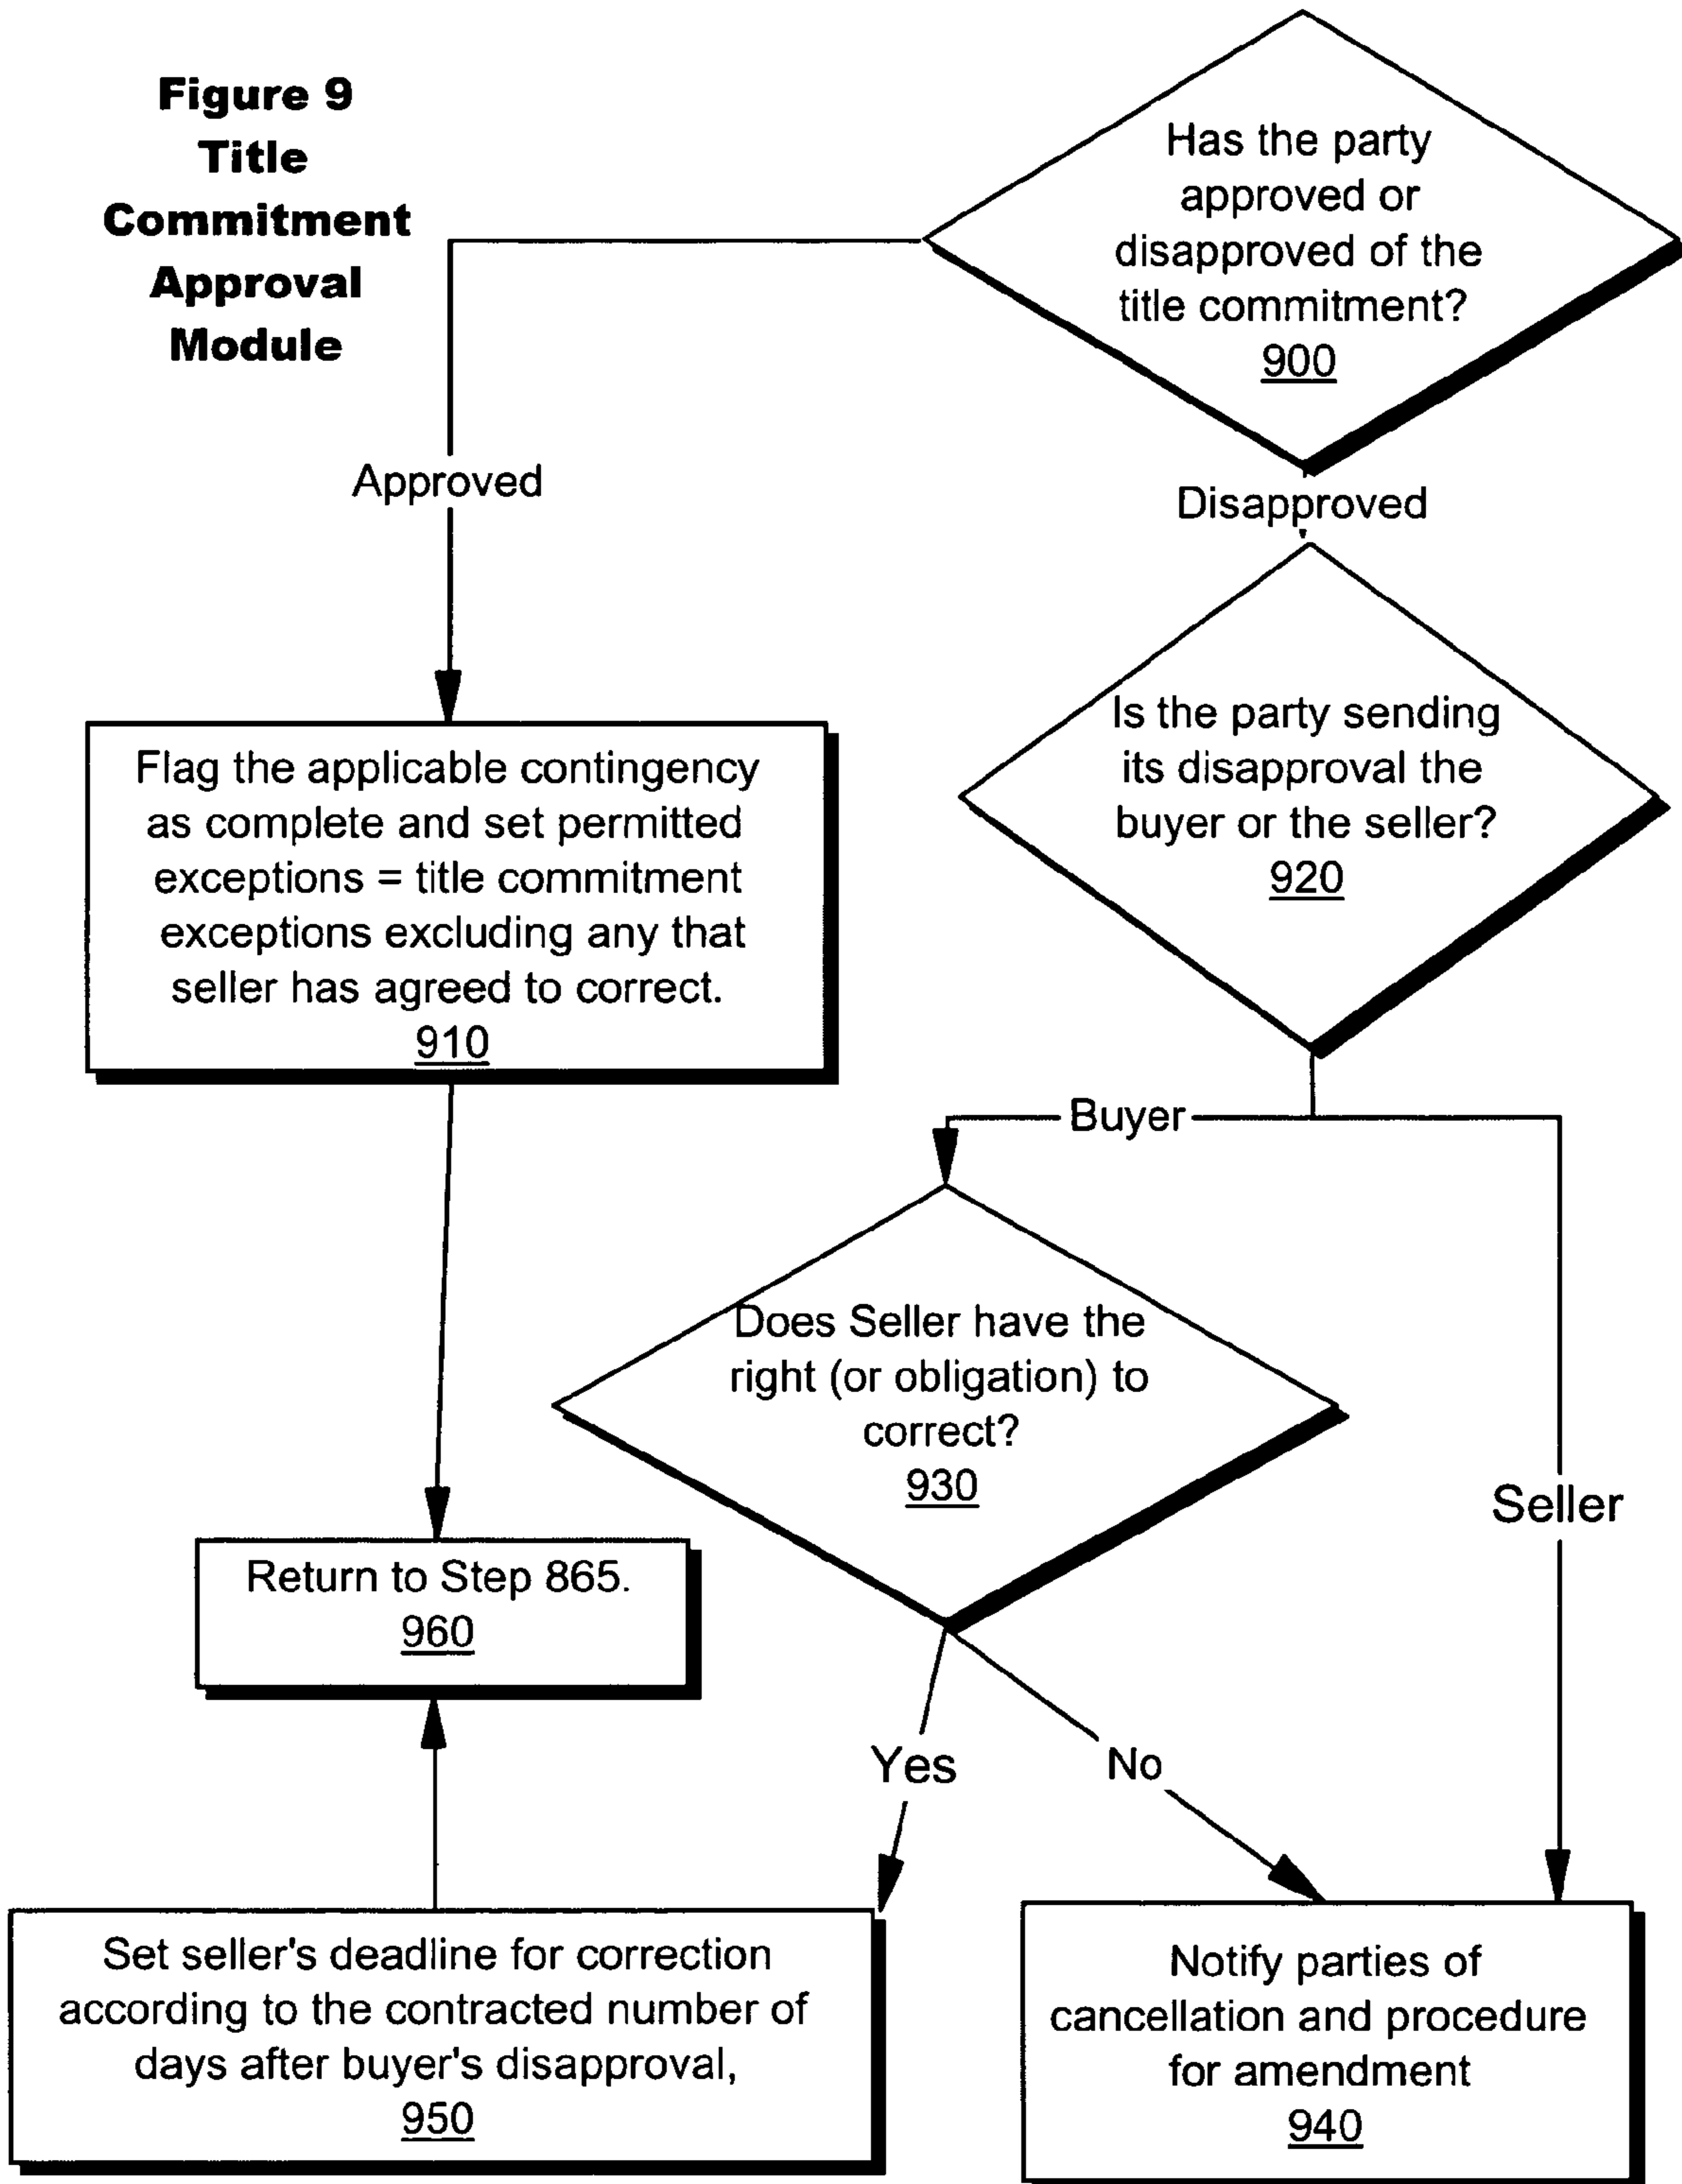 Figure 9
Title
Commitment
Approval
Module
Has the party
approved or
disapproved of the
title commitment?
900
Approved
Disapproved
Flag the applicable contingency
as complete and set permitted
exceptions = title commitment
exceptions excluding any that
seller has agreed to correct.
910
Is the party sending
its disapproval the
buyer or the seller?
920
Buyer
Does Seller have the
right (or obligation) to
correct?
930
Seller
Return to Step 865.
960
Yes
No
Set seller's deadline for correction
according to the contracted number of
days after buyer's disapproval,
950
Notify parties of
cancellation and procedure
for amendment
940